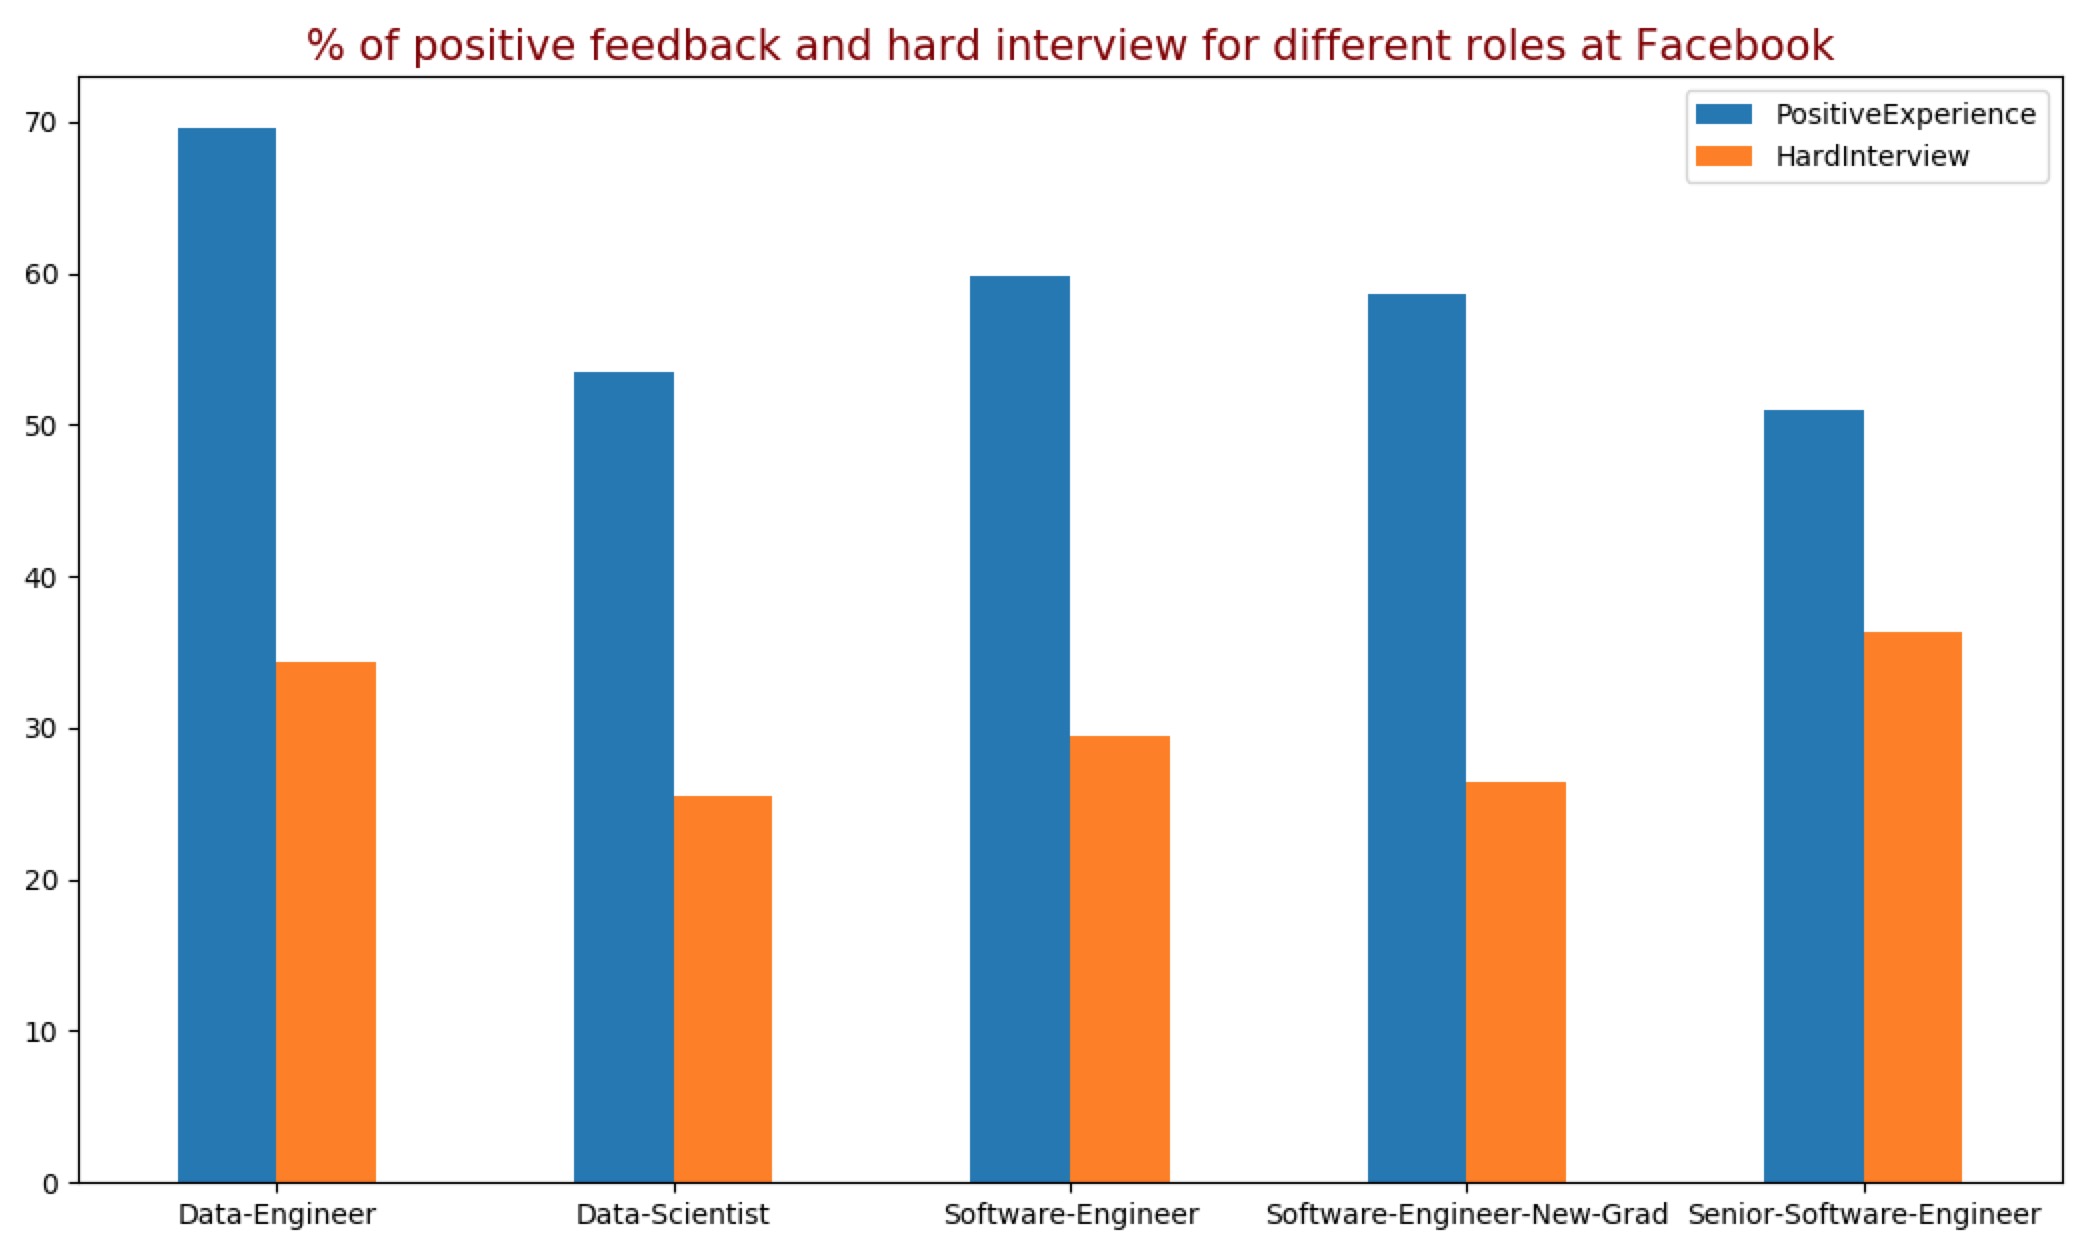 % of positive feedback and hard interview for different roles at Facebook
PositiveExperience
HardInterview
70
60
50
40
30
20
10
0
Data-Engineer
Data-Scientist
Software-Engineer
Software-Engineer-New-Grad
Senior-Software-Engineer